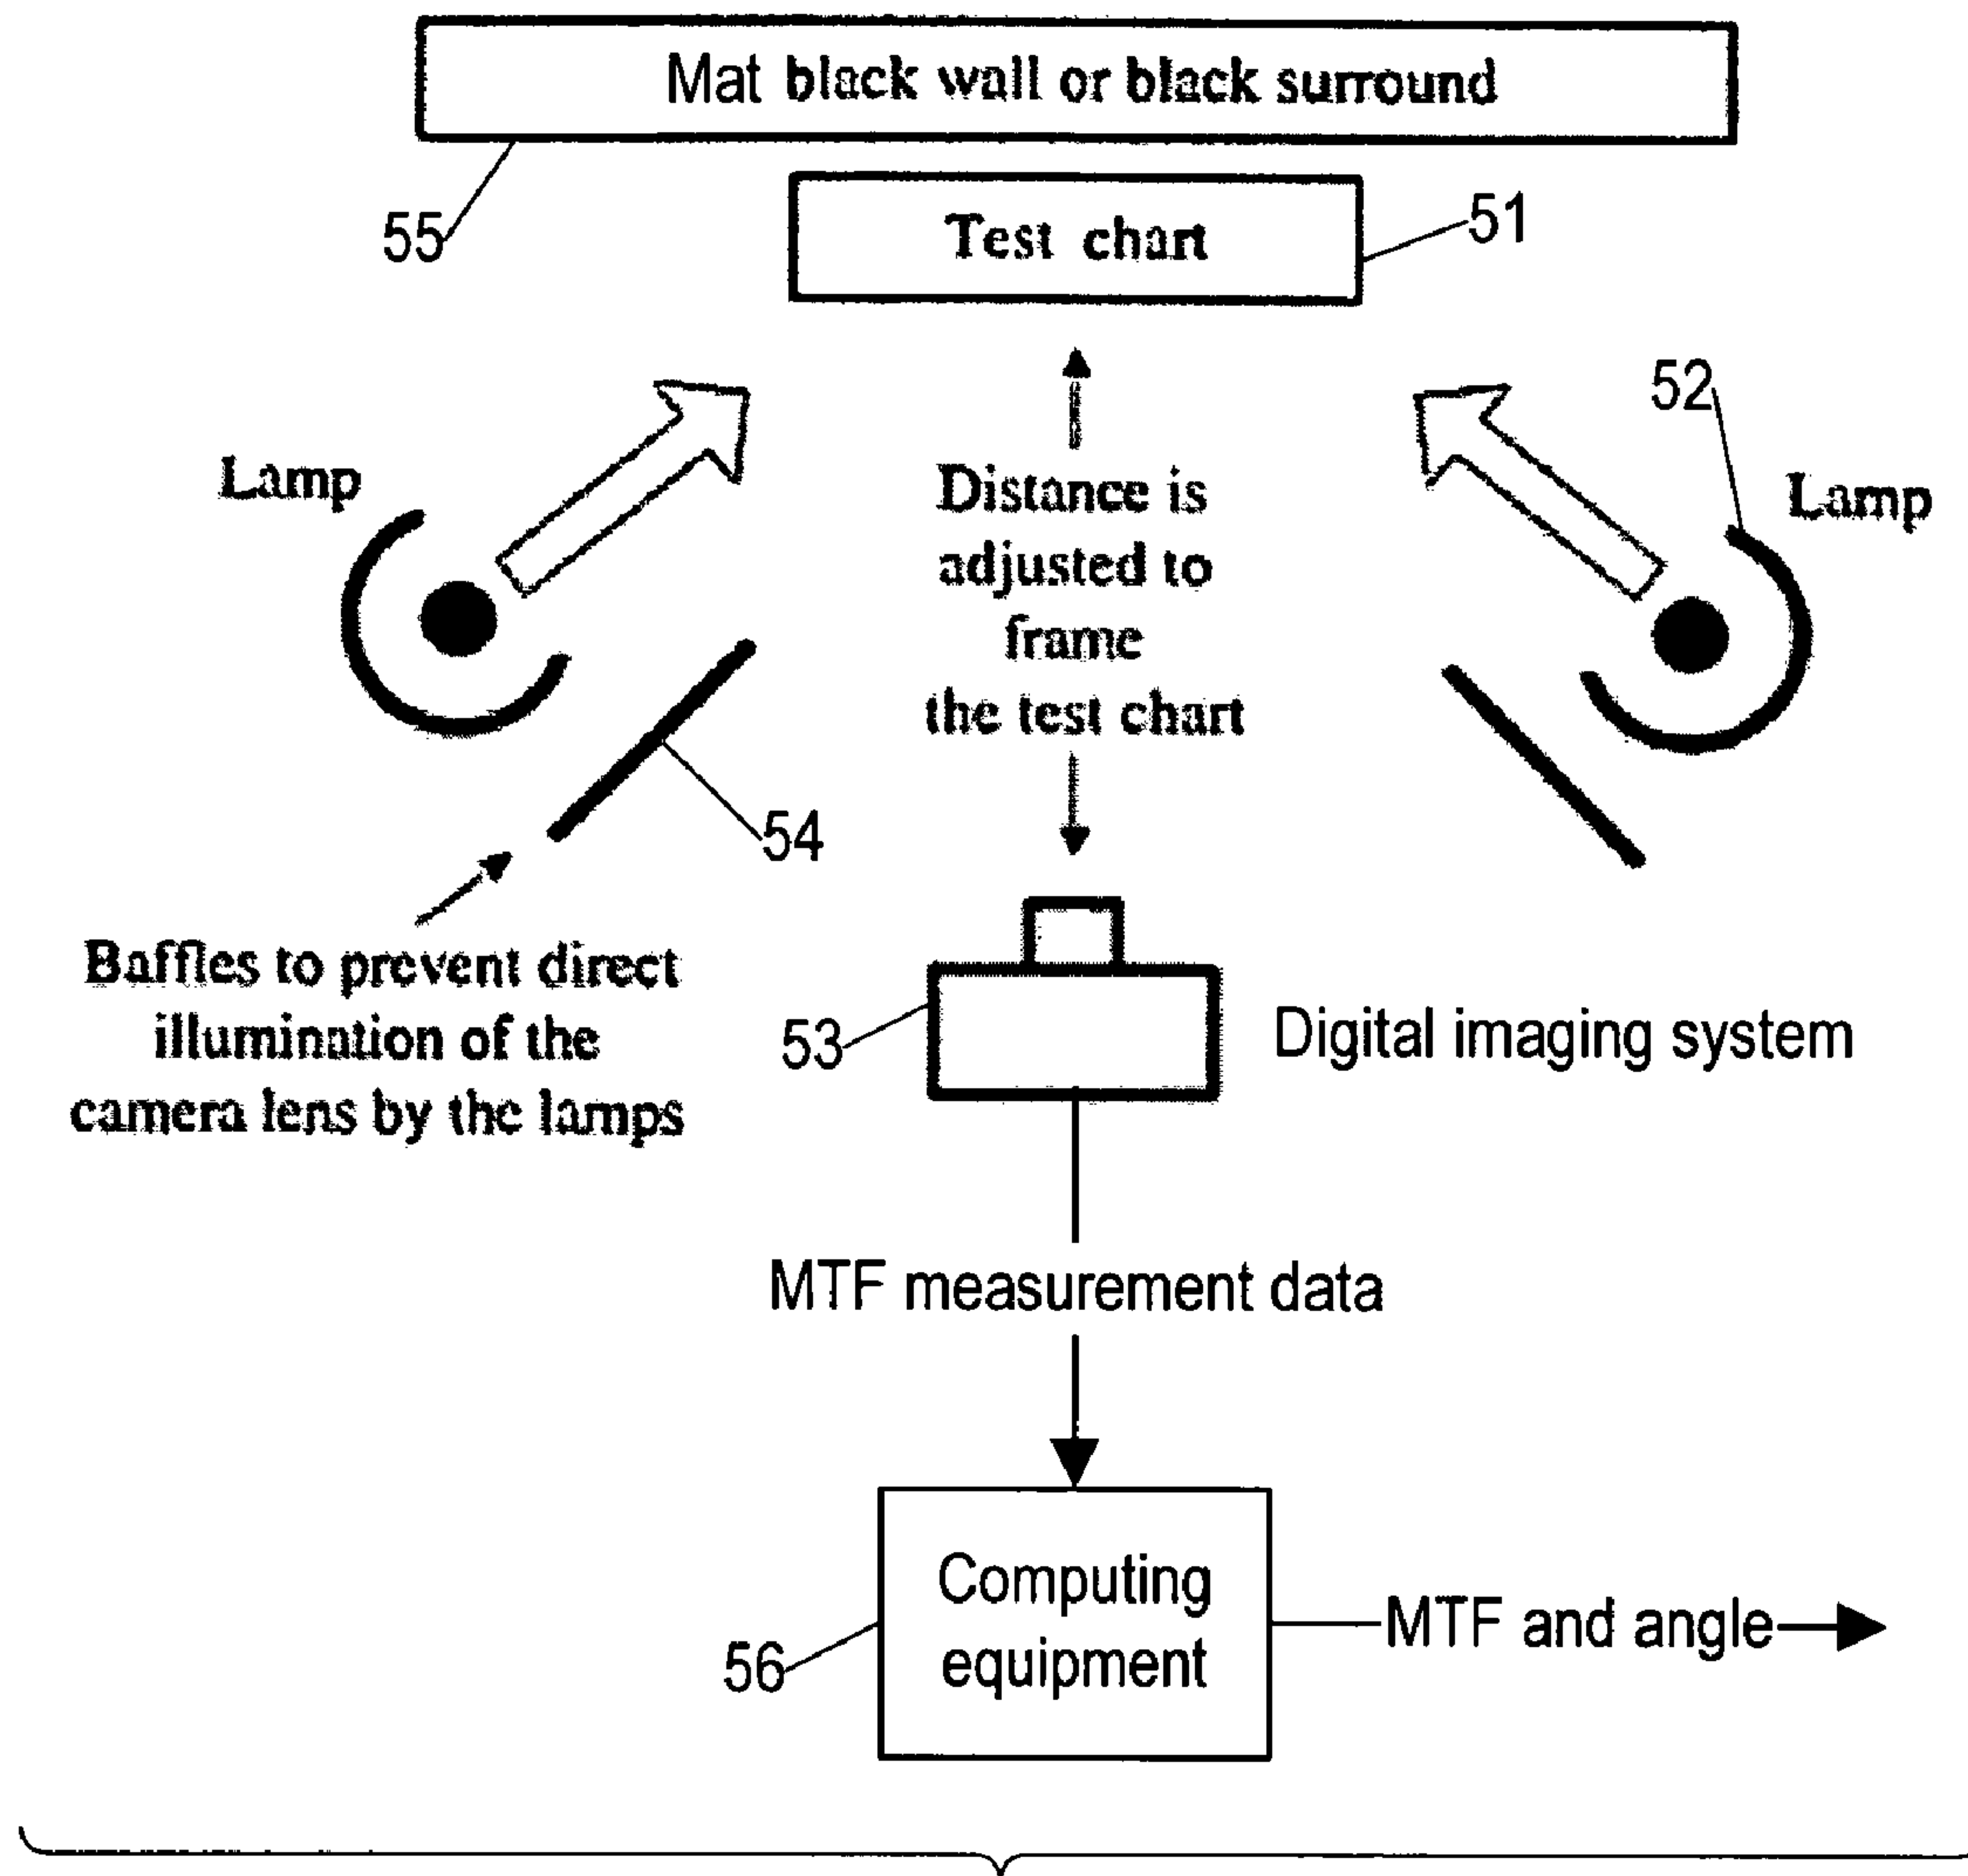 Mat black wall or black surround
55
Test chart
51
52
Lamp
Lamp
Distance is
adjusted to
frame
the test chart
54
Baffles to prevent direct
illumination of the
camera lens by the lamps
53
Digital imaging system
MTF measurement data
Computing
equipment
56
MTF and angle